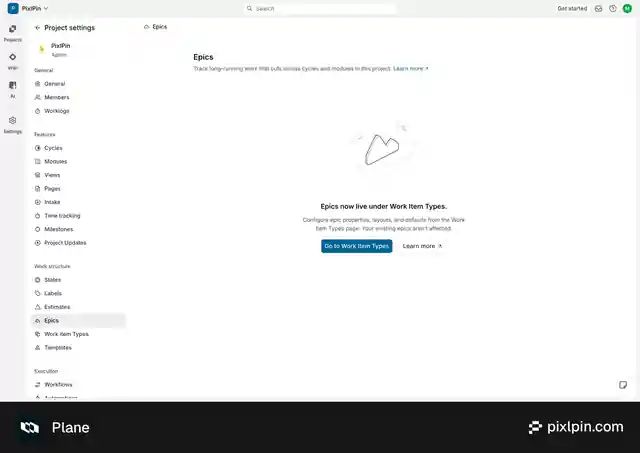 PixlPin
Search
Get started
Projects
Wiki
AI
Settings
Project settings
PixlPin
Admin
General
General
Members
Worklogs
Features
Cycles
Modules
Views
Pages
Intake
Time tracking
Milestones
Project Updates
Work structure
States
Labels
Estimates
Epics
Work item Types
Templates
Execution
Workflows
Automations
Epics
Epics
Track long-running work that cuts across cycles and modules in this project. Learn more
Epics now live under Work Item Types.
Configure epic properties, layouts, and defaults from the Work
Item Types page. Your existing epics aren't affected.
Go to Work Item Types
Learn more
Plane
pixlpin.com